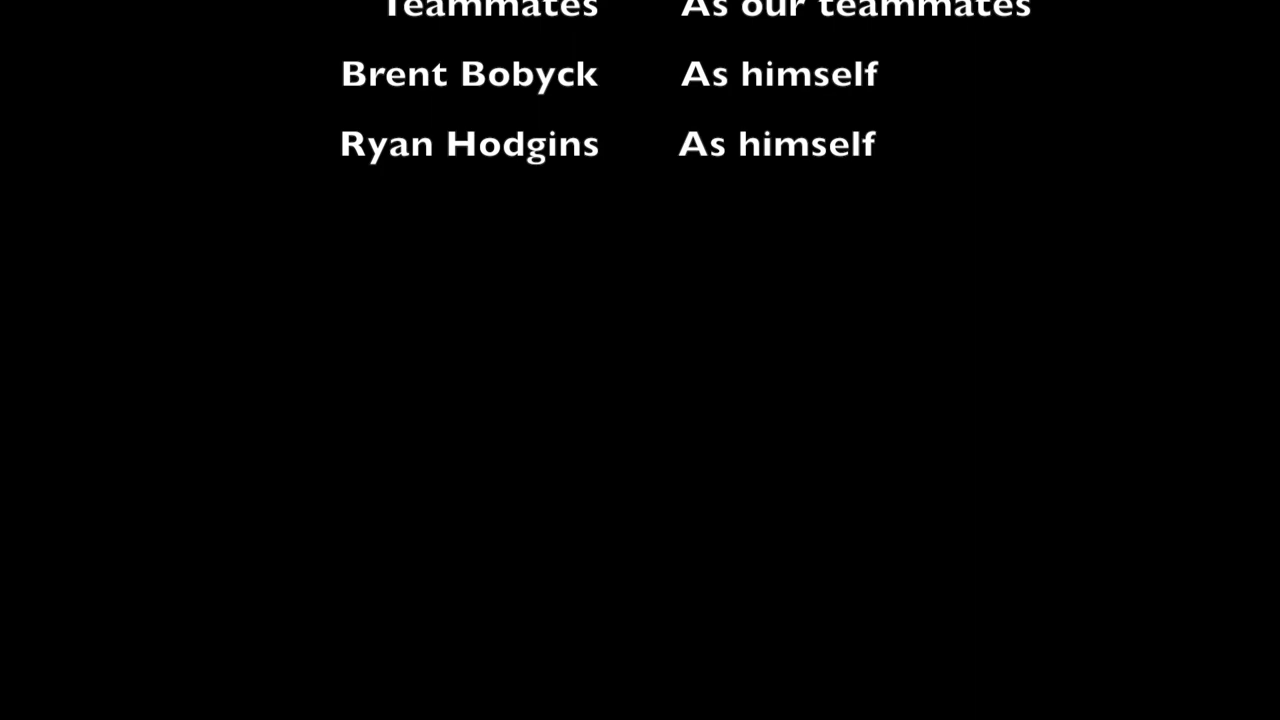 Teammates As our teammates
Brent Bobyck As himself
Ryan Hodgins As himself